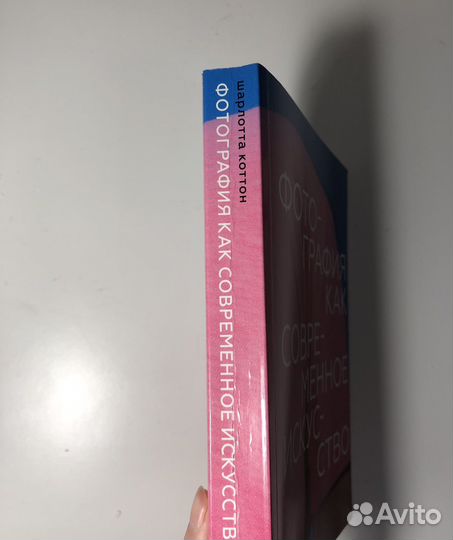 шарлотта коттон
ФОТОГРАФИЯ КАК СОВРЕМЕННОЕ ИСКУССТВ
ФОТО-
ГРАФИЯ
КАК
СОВРЕ-
МЕННОЕ
ИСКУС-
СТВО
Avito